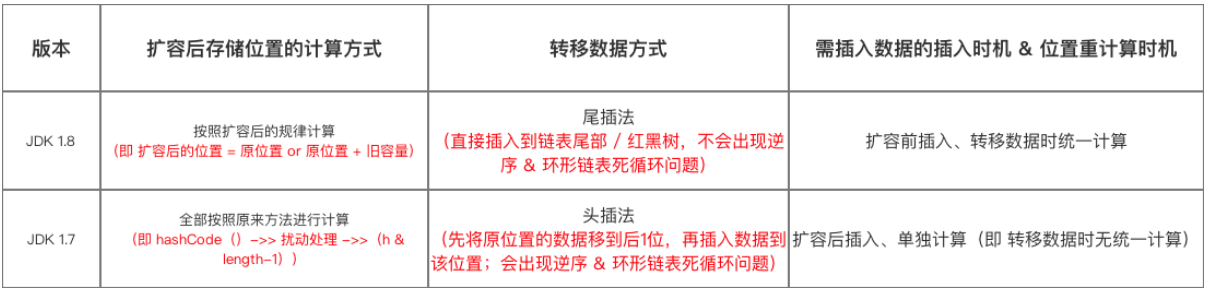 版本
扩容后存储位置的计算方式
转移数据方式
需插入数据的插入时机 & 位置重计算时机
JDK 1.8
按照扩容后的规律计算
（即 扩容后的位置 = 原位置 or 原位置 + 旧容量）
尾插法
（直接插入到链表尾部 / 红黑树，不会出现逆
序 & 环形链表死循环问题）
扩容前插入、转移数据时统一计算
JDK 1.7
全部按照原来方法进行计算
（即 hashCode（）->> 扰动处理 ->>（h &
length-1））
头插法
（先将原位置的数据移到后1位，再插入数据到
该位置；会出现逆序 & 环形链表死循环问题）
扩容后插入、单独计算（即 转移数据时无统一计算）